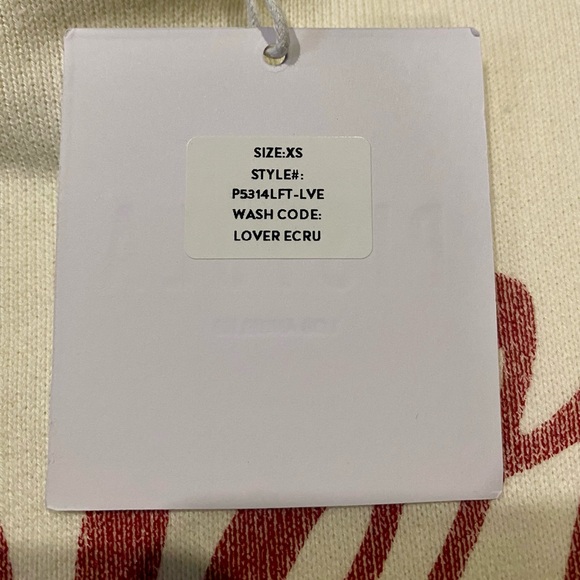 SIZE:XS
STYLE#:
P5314LFT-LVE
WASH CODE:
LOVER ECRU